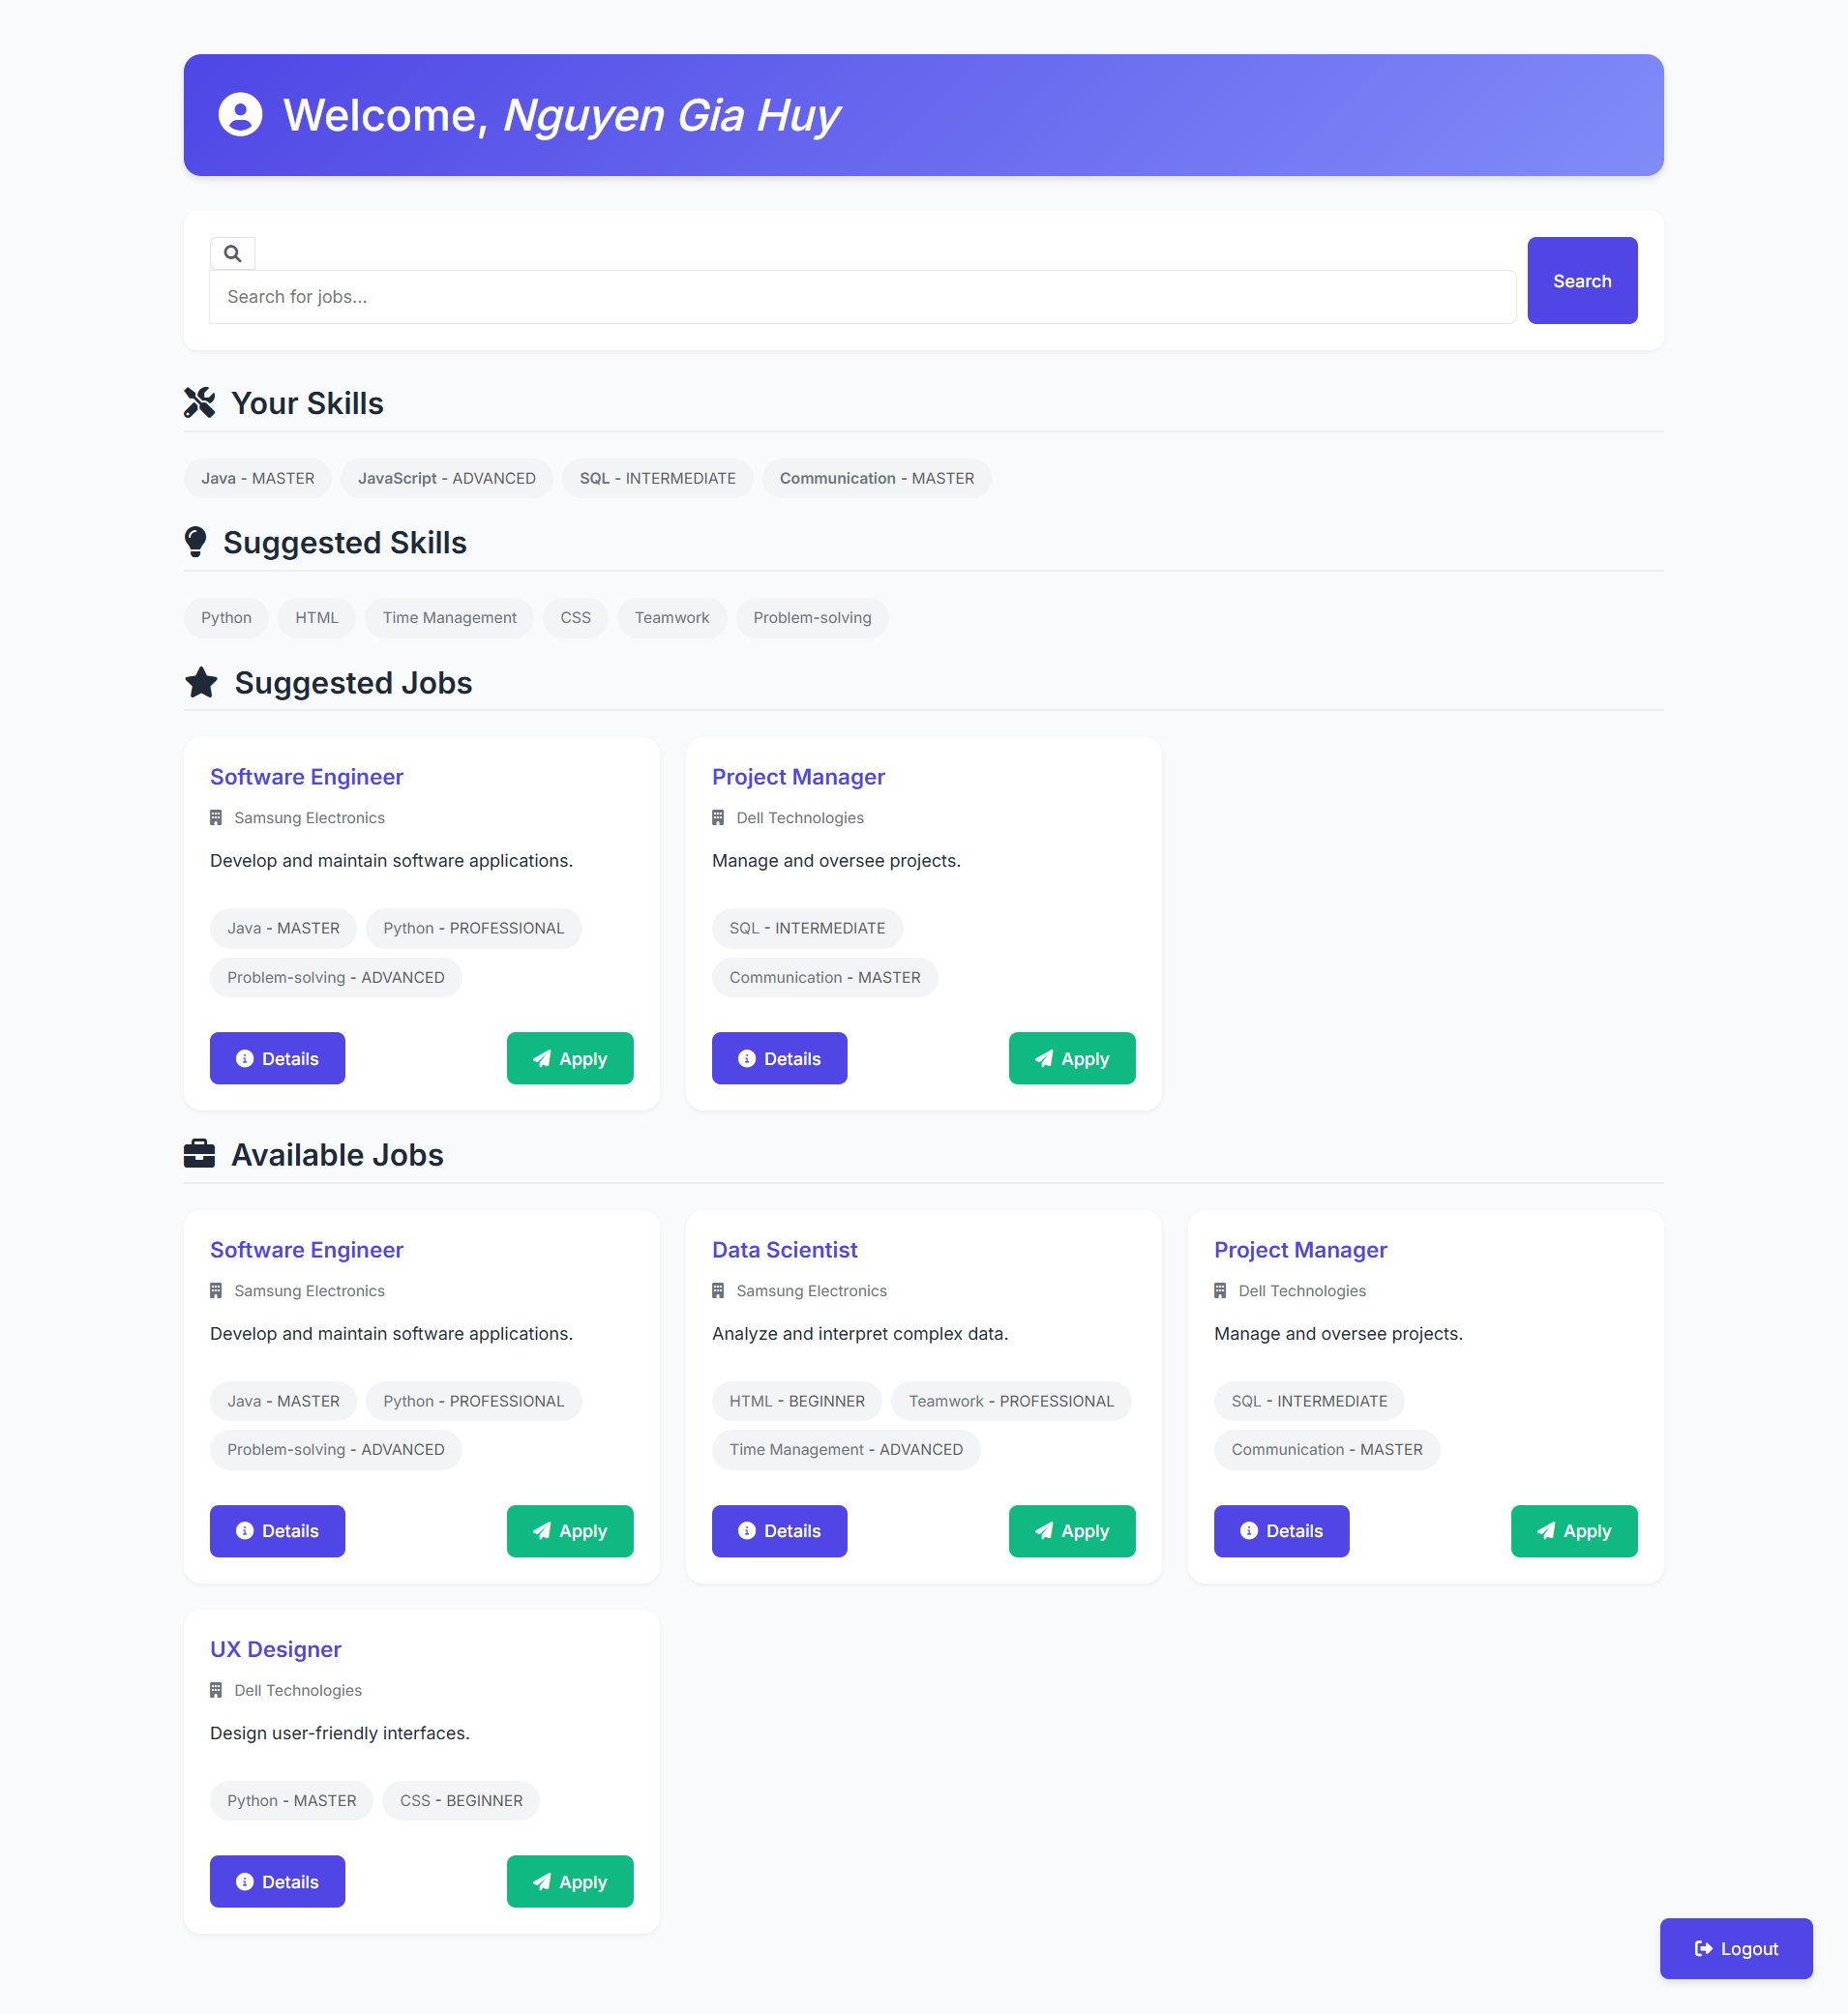 Welcome, Nguyen Gia Huy
Search for jobs...
Search
Your Skills
Java - MASTER JavaScript - ADVANCED SQL - INTERMEDIATE Communication - MASTER
Suggested Skills
Python HTML Time Management CSS Teamwork Problem-solving
Suggested Jobs
Software Engineer
Samsung Electronics
Develop and maintain software applications.
Java - MASTER Python - PROFESSIONAL
Problem-solving - ADVANCED
Details Apply
Project Manager
Dell Technologies
Manage and oversee projects.
SQL - INTERMEDIATE
Communication - MASTER
Details Apply
Available Jobs
Software Engineer
Samsung Electronics
Develop and maintain software applications.
Java - MASTER Python - PROFESSIONAL
Problem-solving - ADVANCED
Details Apply
Data Scientist
Samsung Electronics
Analyze and interpret complex data.
HTML - BEGINNER Teamwork - PROFESSIONAL
Time Management - ADVANCED
Details Apply
Project Manager
Dell Technologies
Manage and oversee projects.
SQL - INTERMEDIATE
Communication - MASTER
Details Apply
UX Designer
Dell Technologies
Design user-friendly interfaces.
Python - MASTER CSS - BEGINNER
Details Apply
Logout